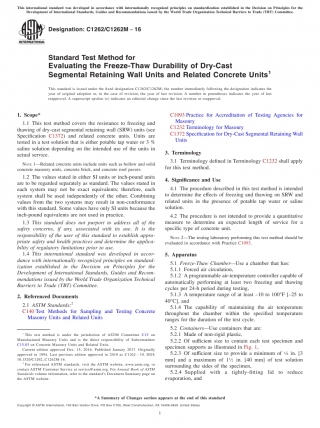 This international standard was developed in accordance with internationally recognized principles on standardization established in the Decision on Principles for the
Development of International Standards, Guides and Recommendations issued by the World Trade Organization Technical Barriers to Trade (TBT) Committee.
Designation: C1262/C1262M – 16
Standard Test Method for
Evaluating the Freeze-Thaw Durability of Dry-Cast
Segmental Retaining Wall Units and Related Concrete Units¹
This standard is issued under the fixed designation C1262/C1262M; the number immediately following the designation indicates the
year of original adoption or, in the case of revision, the year of last revision. A number in parentheses indicates the year of last
reapproval. A superscript epsilon (ε) indicates an editorial change since the last revision or reapproval.
1. Scope*
1.1 This test method covers the resistance to freezing and
thawing of dry-cast segmental retaining wall (SRW) units (see
Specification C1372) and related concrete units. Units are
tested in a test solution that is either potable tap water or 3 %
saline solution depending on the intended use of the units in
actual service.
NOTE 1—Related concrete units include units such as hollow and solid
concrete masonry units, concrete brick, and concrete roof pavers.
1.2 The values stated in either SI units or inch-pound units
are to be regarded separately as standard. The values stated in
each system may not be exact equivalents; therefore, each
system shall be used independently of the other. Combining
values from the two systems may result in non-conformance
with this standard. Some values have only SI units because the
inch-pound equivalents are not used in practice.
1.3 This standard does not purport to address all of the
safety concerns, if any, associated with its use. It is the
responsibility of the user of this standard to establish appro-
priate safety and health practices and determine the applica-
bility of regulatory limitations prior to use.
1.4 This international standard was developed in accor-
dance with internationally recognized principles on standard-
ization established in the Decision on Principles for the
Development of International Standards, Guides and Recom-
mendations issued by the World Trade Organization Technical
Barriers to Trade (TBT) Committee.
2. Referenced Documents
2.1 ASTM Standards:²
C140 Test Methods for Sampling and Testing Concrete
Masonry Units and Related Units
¹ This test method is under the jurisdiction of ASTM Committee C15 on
Manufactured Masonry Units and is the direct responsibility of Subcommittee
C15.03 on Concrete Masonry Units and Related Units.
Current edition approved Dec. 15, 2016. Published January 2017. Originally
approved in 1994. Last previous edition approved in
² For referenced ASTM standards, visit the ASTM website, www.astm.org, or
contact ASTM Customer Service at service@astm.org. For Annual Book of ASTM
Standards volume information, refer to the standard's Document Summary page on
the ASTM website.
C1093 Practice for Accreditation of Testing Agencies for
Masonry
C1232 Terminology for Masonry
C1372 Specification for Dry-Cast Segmental Retaining Wall
Units
3. Terminology
3.1 Terminology defined in Terminology C1232 shall apply
for this test method.
4. Significance and Use
4.1 The procedure described in this test method is intended
to determine the effects of freezing and thawing on SRW and
related units in the presence of potable tap water or saline
solution.
4.2 The procedure is not intended to provide a quantitative
measure to determine an expected length of service for a
specific type of concrete unit.
NOTE 2—The testing laboratory performing this test method should be
evaluated in accordance with Practice C1093.
5. Apparatus
5.1 Freeze-Thaw Chamber—Use a chamber that has:
5.1.1 Forced air circulation,
5.1.2 A programmable air-temperature controller capable of
automatically performing at least two freezing and thawing
cycles per 24-h period during testing,
5.1.3 A temperature range of at least –10 to 100°F [–25 to
40°C], and
5.1.4 The capability of maintaining the air temperature
throughout the chamber within the specified temperature
ranges for the duration of the test cycle.
5.2 Containers—Use containers that are:
5.2.1 Made of non-rigid plastic,
5.2.2 Of sufficient size to contain each test specimen and
specimen supports as illustrated in Fig. 1,
5.2.3 Of sufficient size to provide a minimum of ⅛ in. [3
mm] and a maximum of 1½ in. [40 mm] of test solution
surrounding the sides of the specimen,
5.2.4 Supplied with a tightly-fitting lid to reduce
evaporation, and
*A Summary of Changes section appears at the end of this standard
1